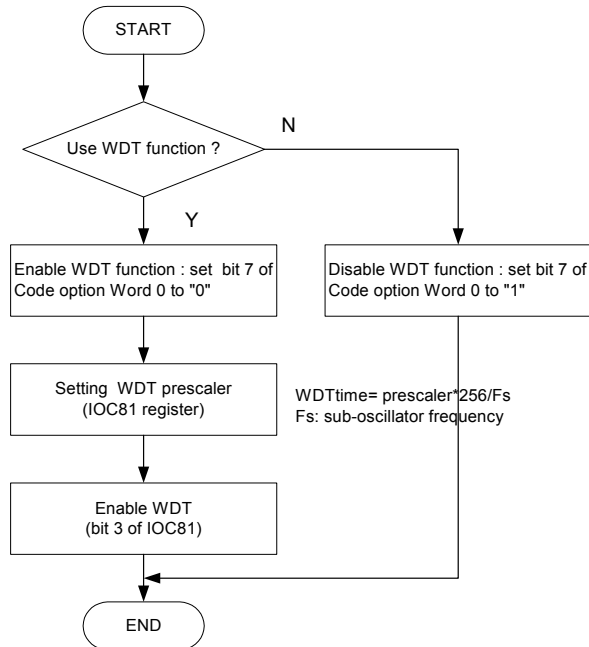 START
Use WDT function ?
N
Y
Enable WDT function : set bit 7 of
Code option Word 0 to "0"
Disable WDT function : set bit 7 of
Code option Word 0 to "1"
Setting WDT prescaler
(IOC81 register)
WDTtime= prescaler*256/Fs
Fs: sub-oscillator frequency
Enable WDT
(bit 3 of IOC81)
END